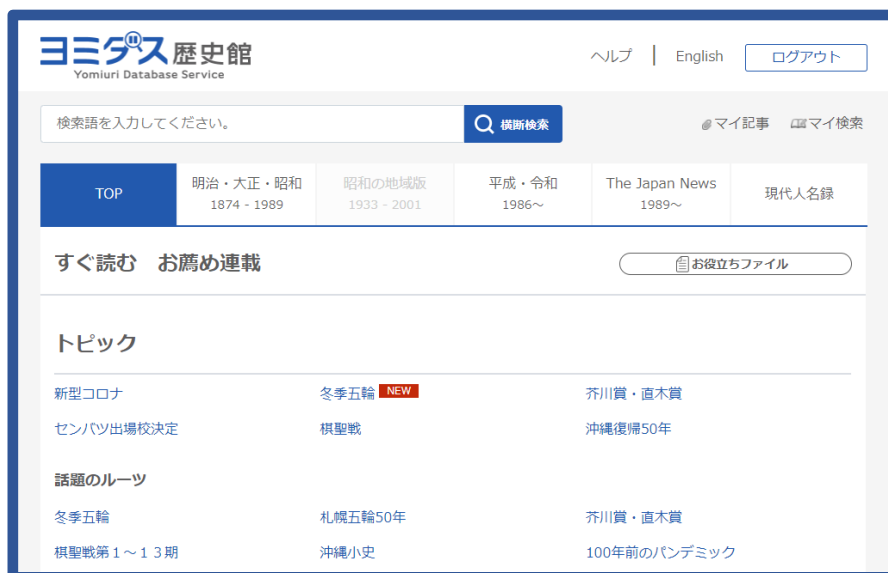 ヨミダス歴史館
Yomiuri Database Service
ヘルプ | English ログアウト
検索語を入力してください。 横断検索 マイ記事 マイ検索
TOP
明治・大正・昭和
1874 - 1989
昭和の地域版
1933 - 2001
平成・令和
1986～
The Japan News
1989～
現代人名録
すぐ読む お薦め連載 お役立ちファイル
トピック
新型コロナ 冬季五輪 NEW 芥川賞・直木賞
センバツ出場校決定 棋聖戦 沖縄復帰50年
話題のルーツ
冬季五輪 札幌五輪50年 芥川賞・直木賞
棋聖戦第１～１３期 沖縄小史 100年前のパンデミック